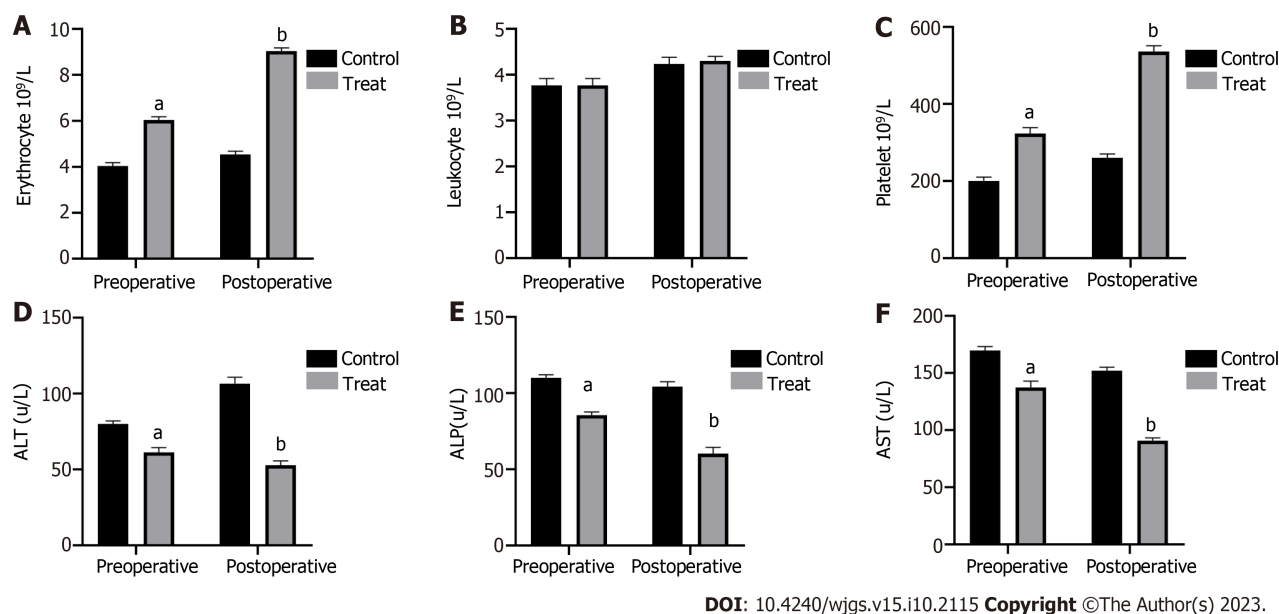 A
Erythrocyte 10⁹/L
10
8
6
4
2
0
a
b
Preoperative Postoperative
Control
Treat
B
Leukocyte 10⁹/L
5
4
3
2
1
0
Preoperative Postoperative
Control
Treat
C
Platelet 10⁹/L
600
400
200
0
a
b
Preoperative Postoperative
Control
Treat
D
ALT (u/L)
150
100
50
0
a
b
Preoperative Postoperative
Control
Treat
E
ALP(u/L)
150
100
50
0
a
b
Preoperative Postoperative
Control
Treat
F
AST (u/L)
200
150
100
50
0
a
b
Preoperative Postoperative
Control
Treat
DOI: 10.4240/wjgs.v15.i10.2115 Copyright ©The Author(s) 2023.